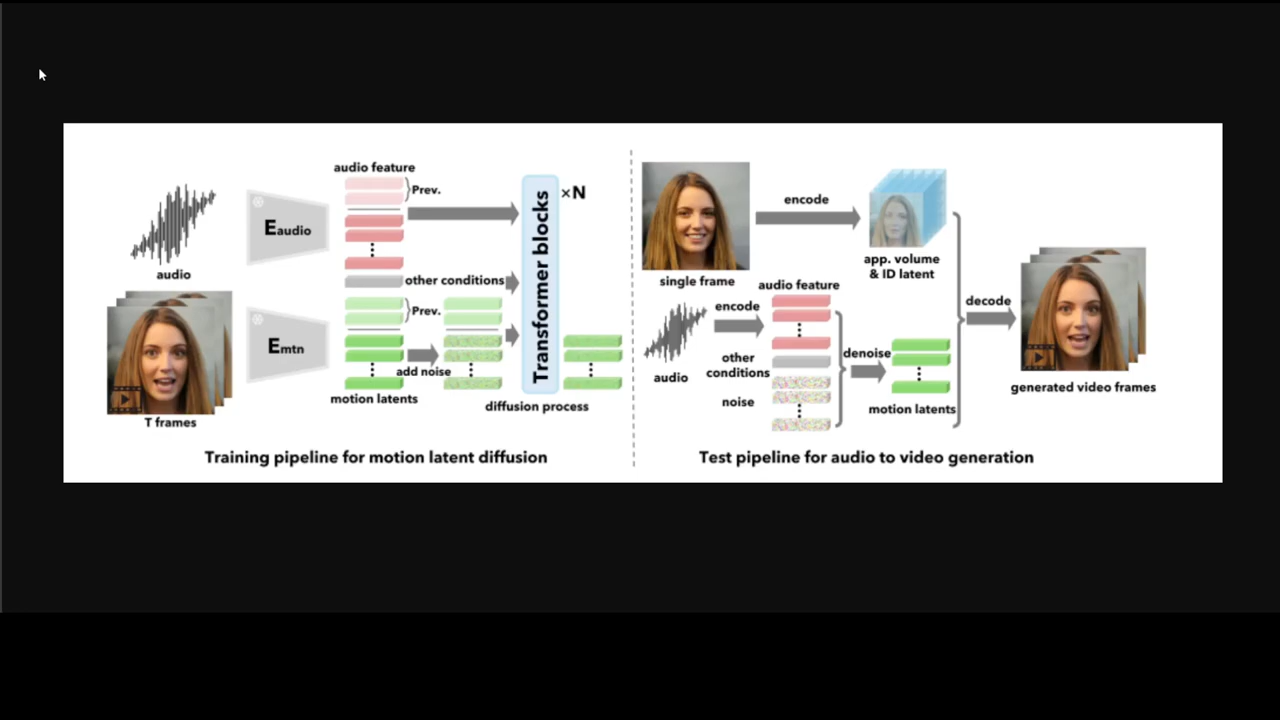 audio feature
Prev.
×N
Eaudio
Transformer blocks
audio
other conditions
Prev.
Emtn
add noise
motion latents
diffusion process
T frames
Training pipeline for motion latent diffusion
encode
single frame
app. volume
& ID latent
audio feature
encode
decode
other
conditions
denoise
audio
noise
motion latents
generated video frames
Test pipeline for audio to video generation